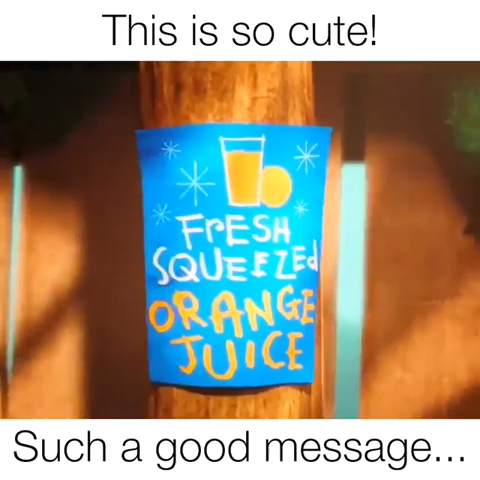 This is so cute!
FrESH
SQUEEZEd
ORANGE
JUICE
Such a good message...